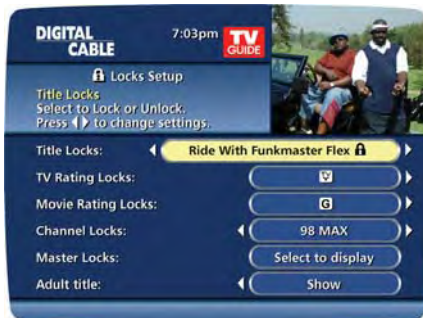 DIGITAL
CABLE
7:03pm
TV
GUIDE
Locks Setup
Title Locks
Select to Lock or Unlock.
Press to change settings.
Title Locks: Ride With Funkmaster Flex
TV Rating Locks: Y
Movie Rating Locks: G
Channel Locks: 98 MAX
Master Locks: Select to display
Adult title: Show